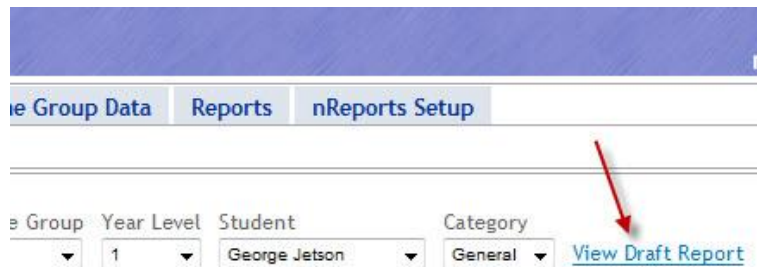 e Group Data Reports nReports Setup
e Group Year Level Student Category
1 George Jetson General View Draft Report